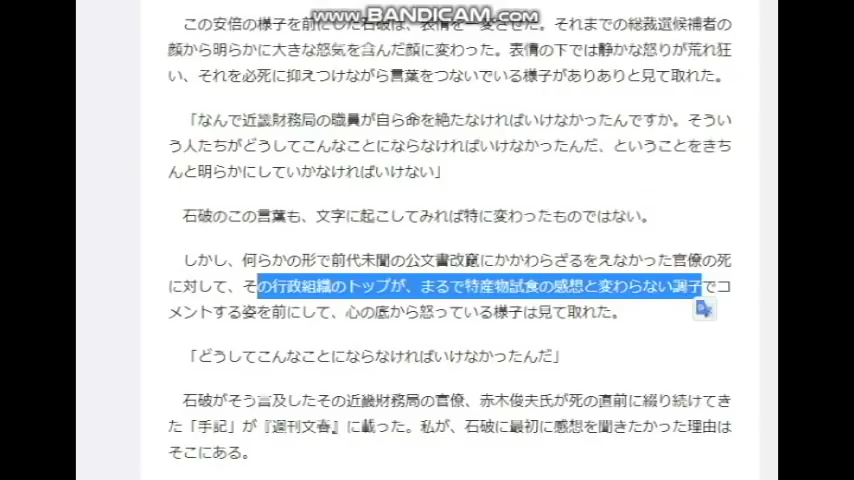 www.BANDICAM.com
この安倍の様子を前にした石破は、表情を一変させた。それまでの総裁選候補者の
顔から明らかに大きな怒気を含んだ顔に変わった。表情の下では静かな怒りが荒れ狂
い、それを必死に抑えつけながら言葉をつないでいる様子がありありと見て取れた。
「なんで近畿財務局の職員が自ら命を絶たなければいけなかったんですか。そうい
う人たちがどうしてこんなことにならなければいけなかったんだ、ということをきち
んと明らかにしていかなければいけない」
石破のこの言葉も、文字に起こしてみれば特に変わったものではない。
しかし、何らかの形で前代未聞の公文書改竄にかかわらざるをえなかった官僚の死
に対して、その行政組織のトップが、まるで特産物試食の感想と変わらない調子でコ
メントする姿を前にして、心の底から怒っている様子は見て取れた。
「どうしてこんなことにならなければいけなかったんだ」
石破がそう言及したその近畿財務局の官僚、赤木俊夫氏が死の直前に綴り続けてき
た「手記」が『週刊文春』に載った。私が、石破に最初に感想を聞きたかった理由は
そこにある。